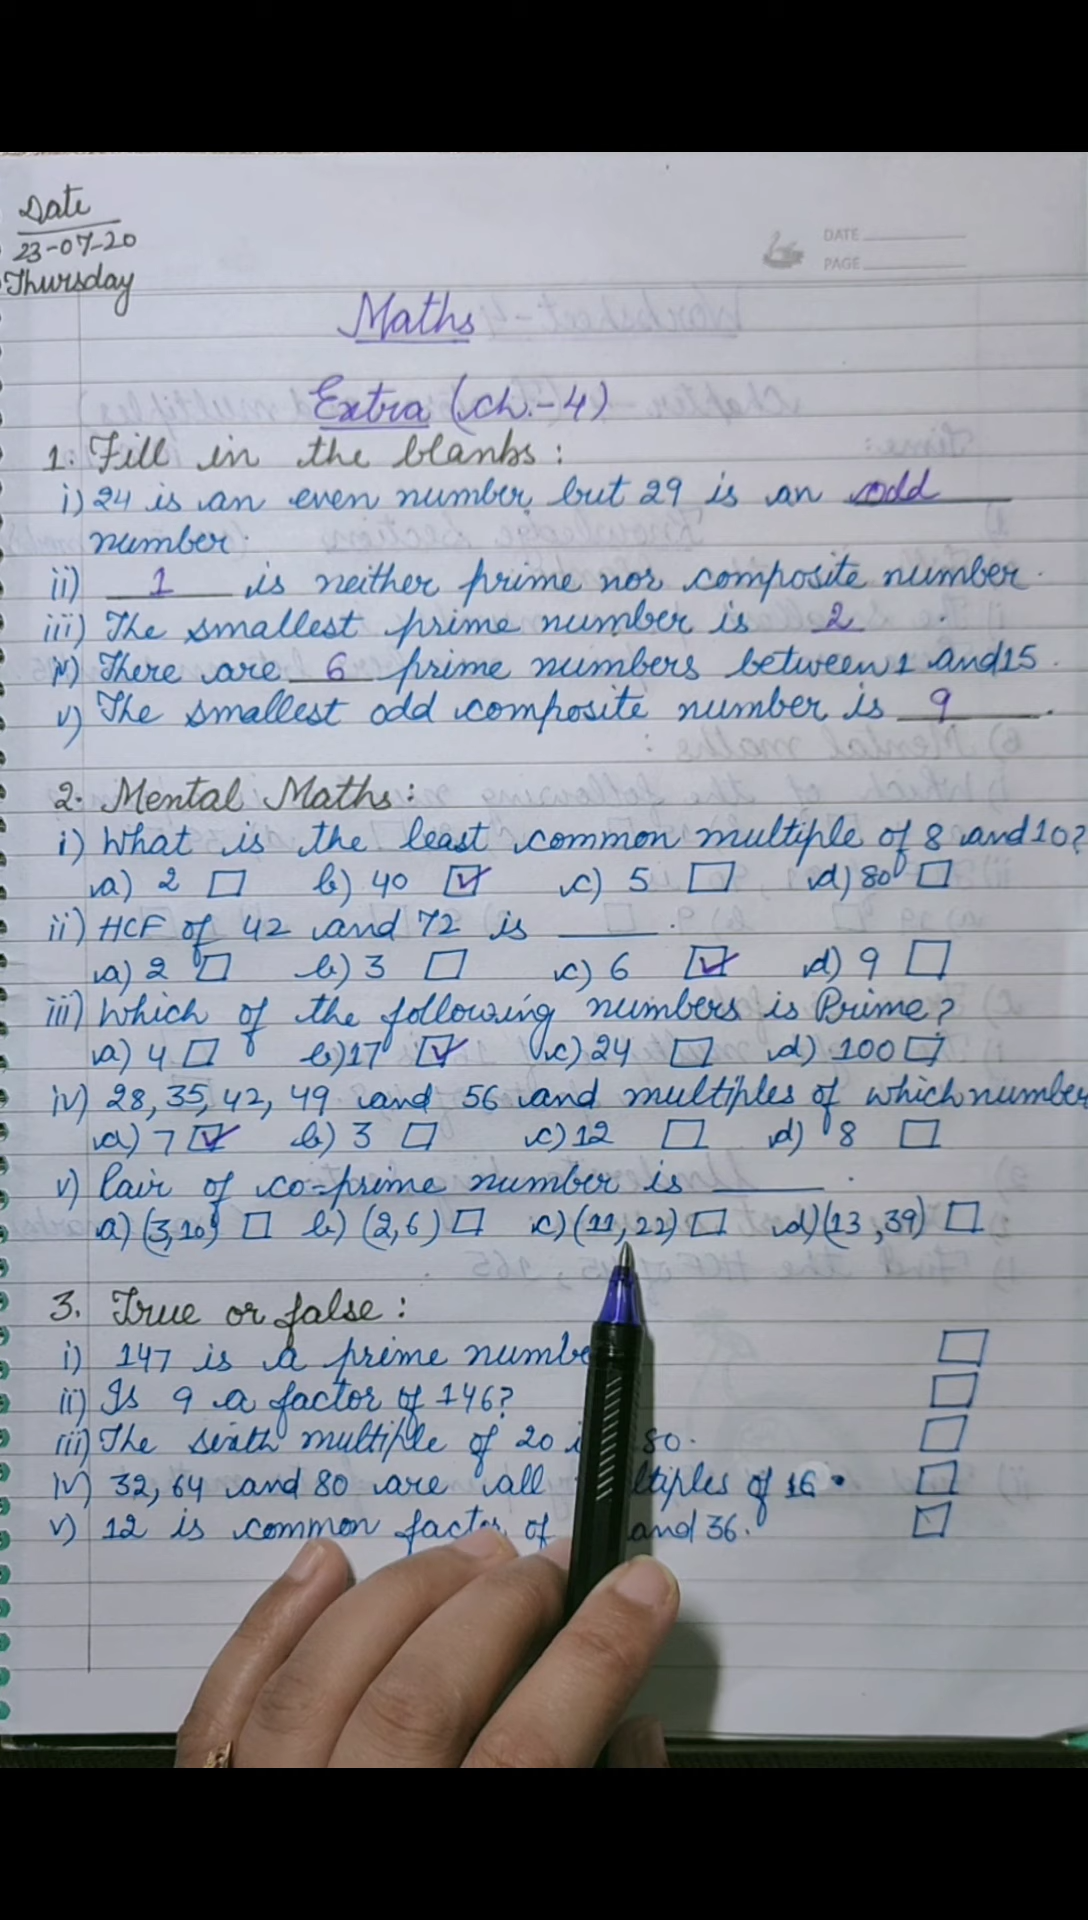 Date
23-07-20
Thursday
DATE
PAGE
Maths
Extra (ch.-4)
1. Fill in the blanks:
i) 24 is an even number but 29 is an odd
number.
ii) 1 is neither prime nor composite number.
iii) The smallest prime number is 2.
iv) There are 6 prime numbers between 1 and 15.
v) The smallest odd composite number is 9.
2. Mental Maths:
i) What is the least common multiple of 8 and 10?
a) 2 b) 40 c) 5 d) 80
ii) HCF of 42 and 72 is ______.
a) 2 b) 3 c) 6 d) 9
iii) Which of the following numbers is Prime?
a) 4 b) 17 c) 24 d) 100
iv) 28, 35, 42, 49 and 56 and multiples of which number
a) 7 b) 3 c) 12 d) 8
v) Pair of co-prime number is ______.
a) (3,10) b) (2,6) c) (11,22) d) (13,39)
3. True or false:
i) 147 is a prime numbe
ii) Is 9 a factor of 146?
iii) The sixth multiple of 20 i 80.
iv) 32, 64 and 80 are all ltiples of 16.
v) 12 is common factor of and 36.